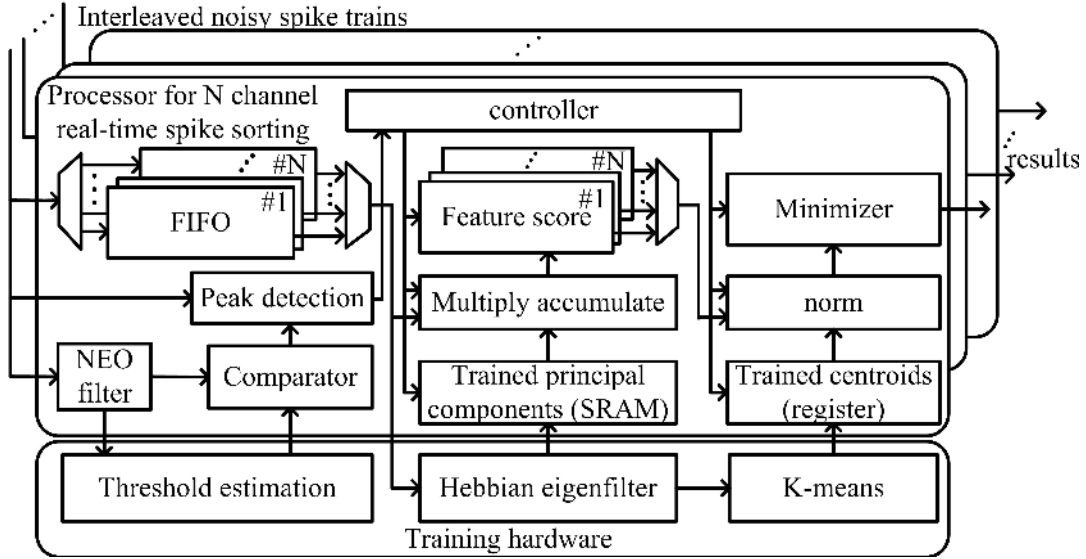 Interleaved noisy spike trains
Processor for N channel
real-time spike sorting
controller
results
#N
#1
FIFO
#N
#1
Feature score
Minimizer
Peak detection
Multiply accumulate
norm
NEO
filter
Comparator
Trained principal
components (SRAM)
Trained centroids
(register)
Threshold estimation
Hebbian eigenfilter
K-means
Training hardware